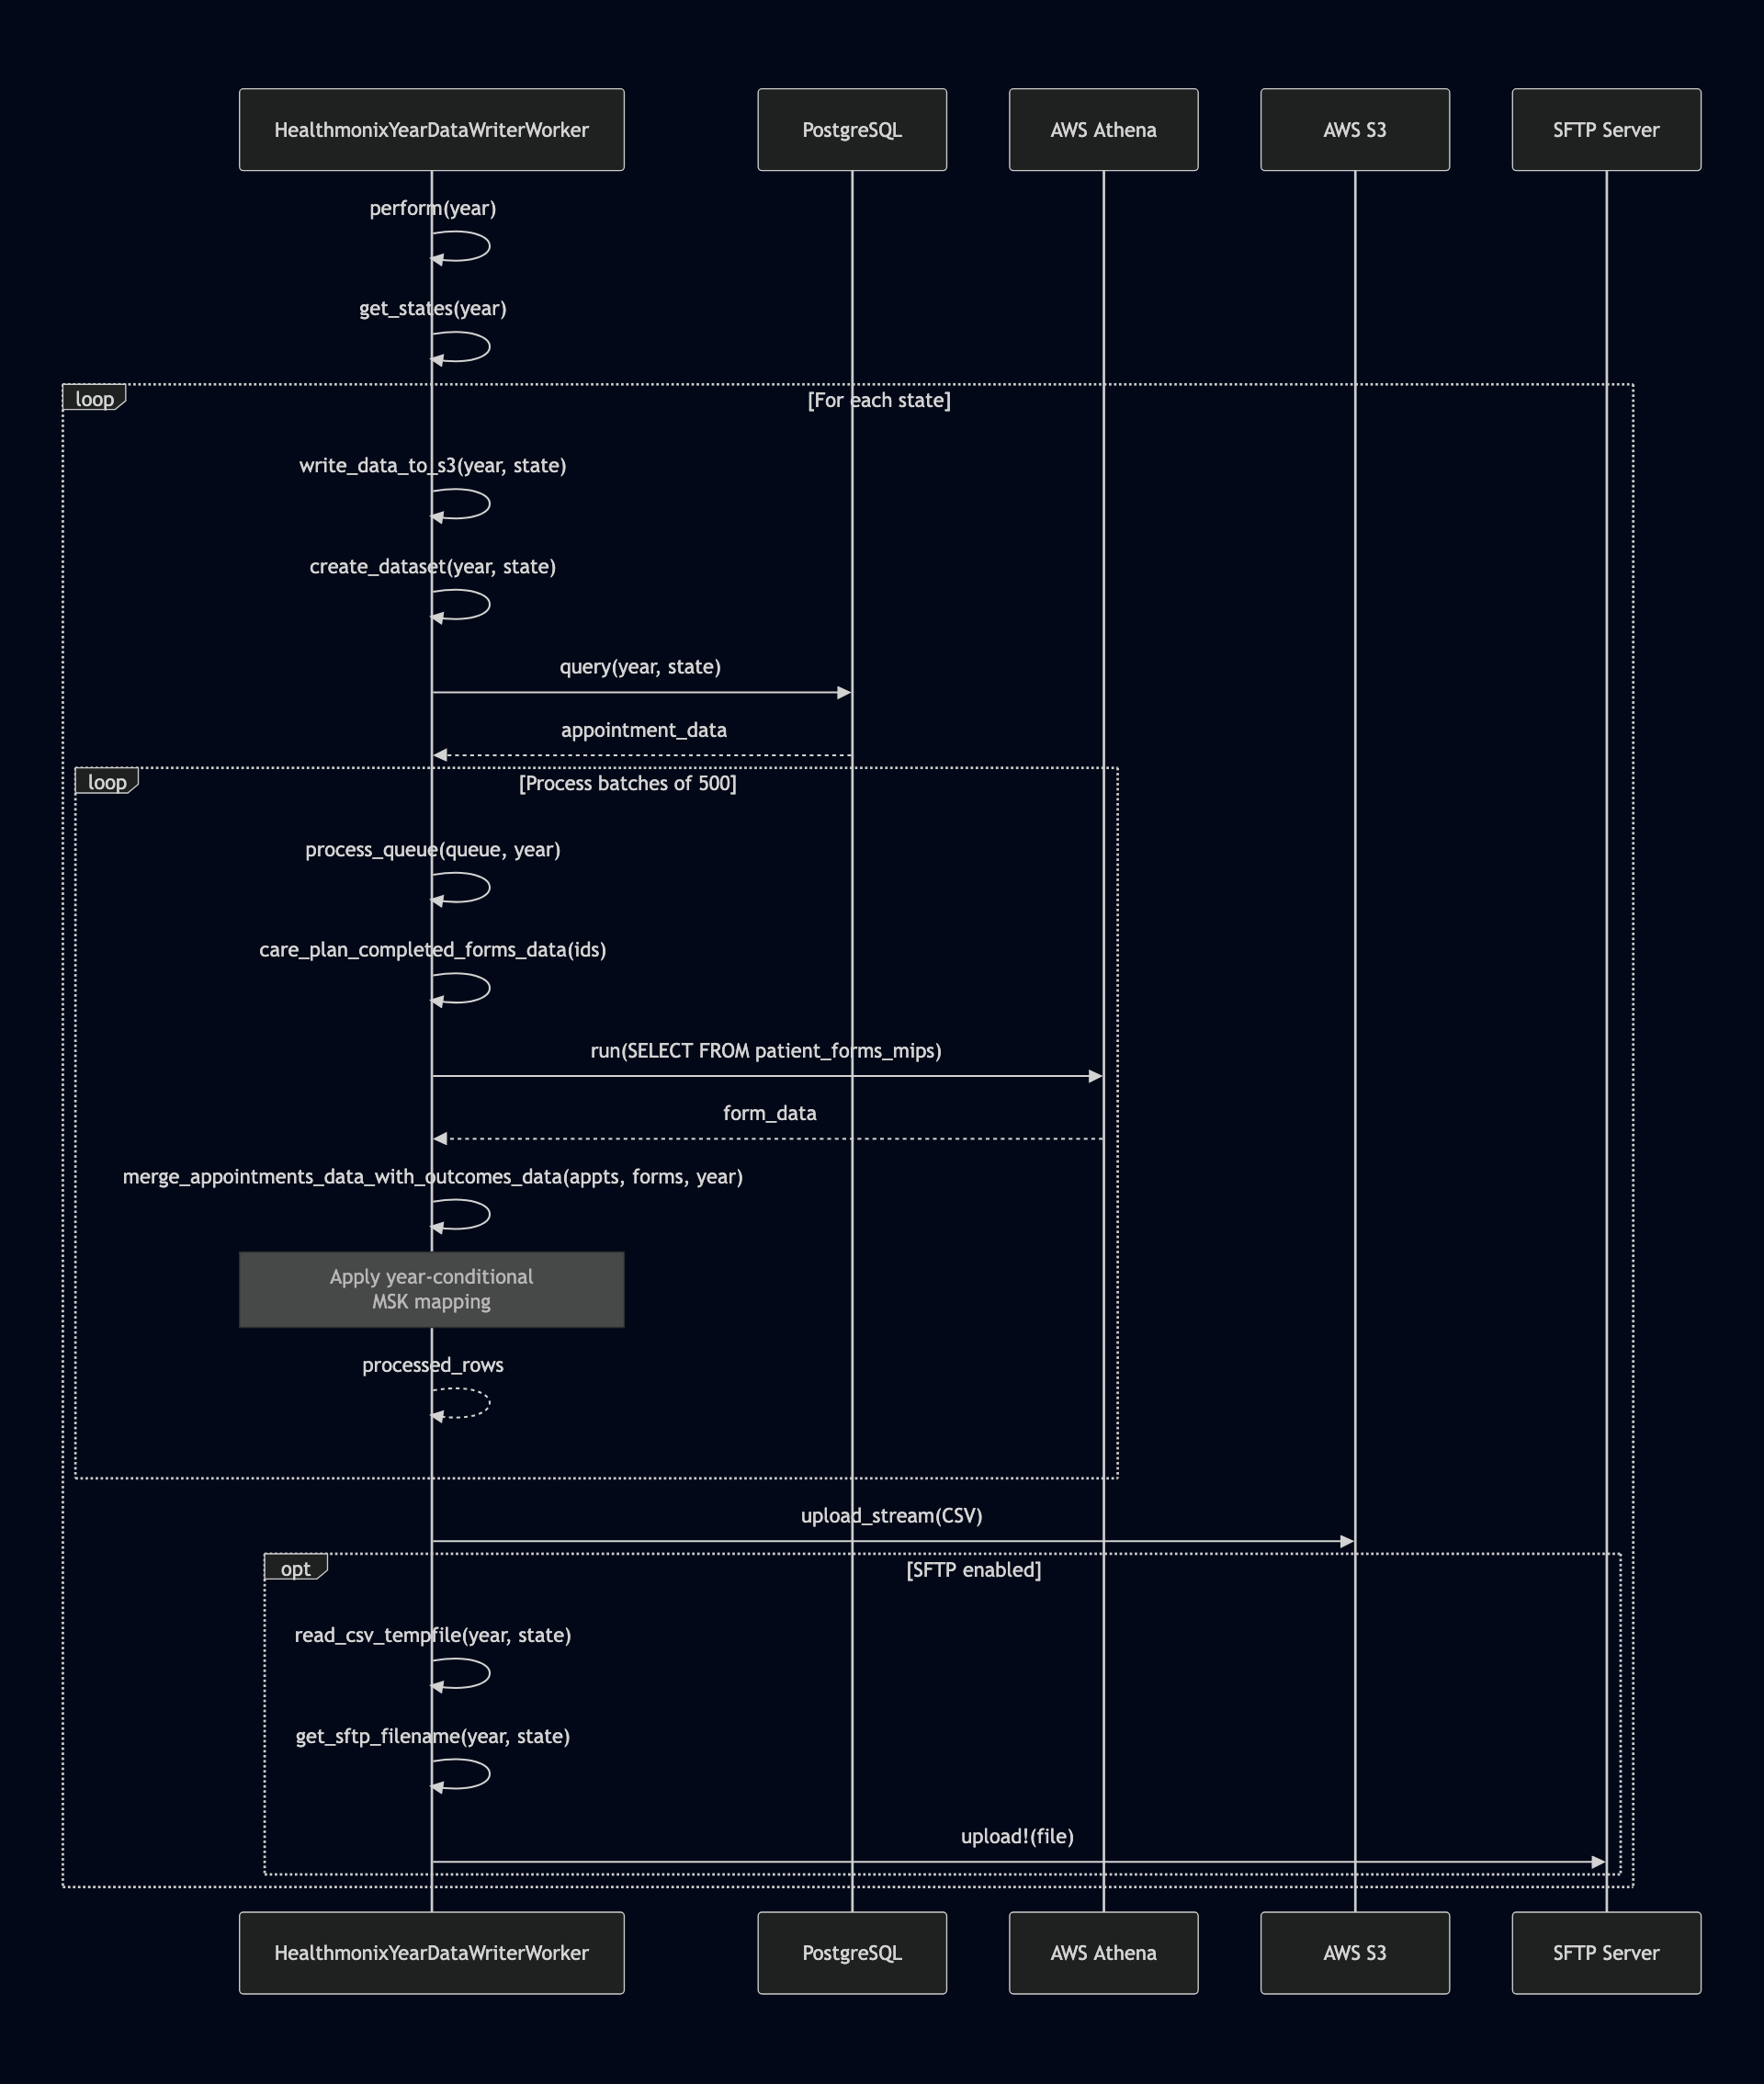 HealthmonixYearDataWriterWorker
PostgreSQL
AWS Athena
AWS S3
SFTP Server
perform(year)
get_states(year)
loop
[For each state]
write_data_to_s3(year, state)
create_dataset(year, state)
query(year, state)
appointment_data
loop
[Process batches of 500]
process_queue(queue, year)
care_plan_completed_forms_data(ids)
run(SELECT FROM patient_forms_mips)
form_data
merge_appointments_data_with_outcomes_data(appts, forms, year)
Apply year-conditional
MSK mapping
processed_rows
upload_stream(CSV)
opt
[SFTP enabled]
read_csv_tempfile(year, state)
get_sftp_filename(year, state)
upload!(file)
HealthmonixYearDataWriterWorker
PostgreSQL
AWS Athena
AWS S3
SFTP Server